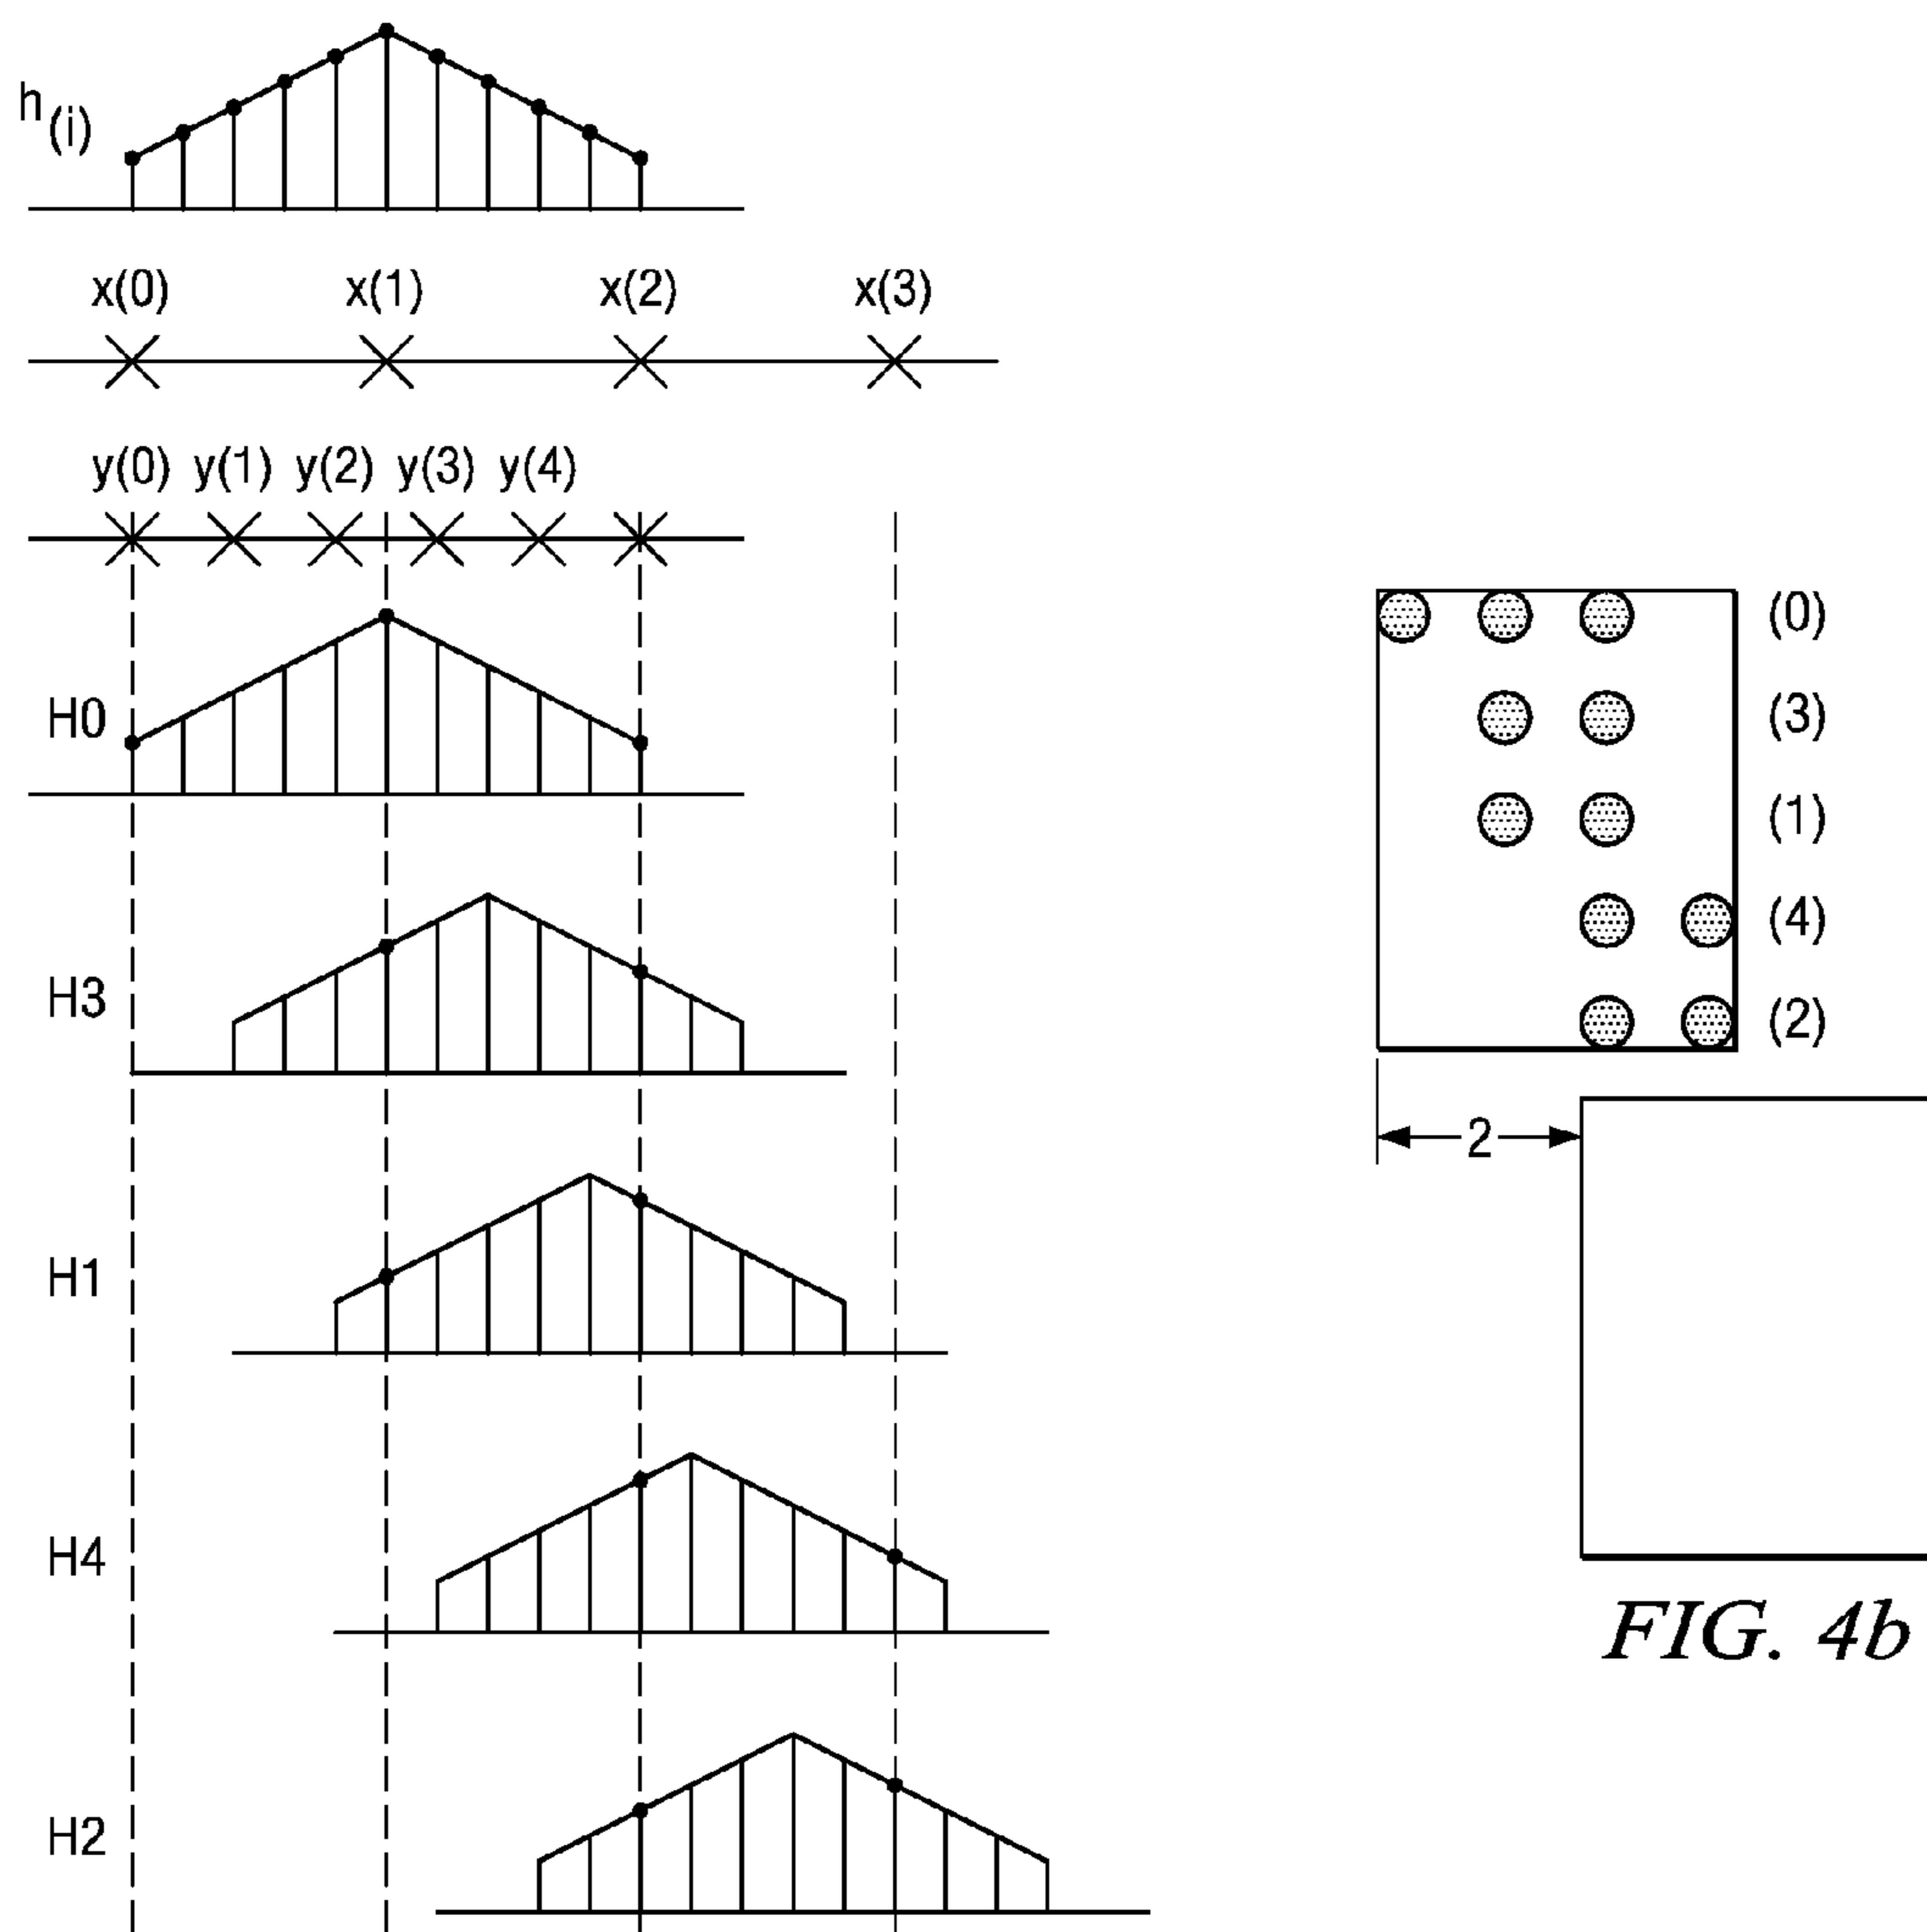 h(i)
x(0) x(1) x(2) x(3)
y(0) y(1) y(2) y(3) y(4)
H0
H3
H1
H4
H2
(0)
(3)
(1)
(4)
(2)
2
FIG. 4b